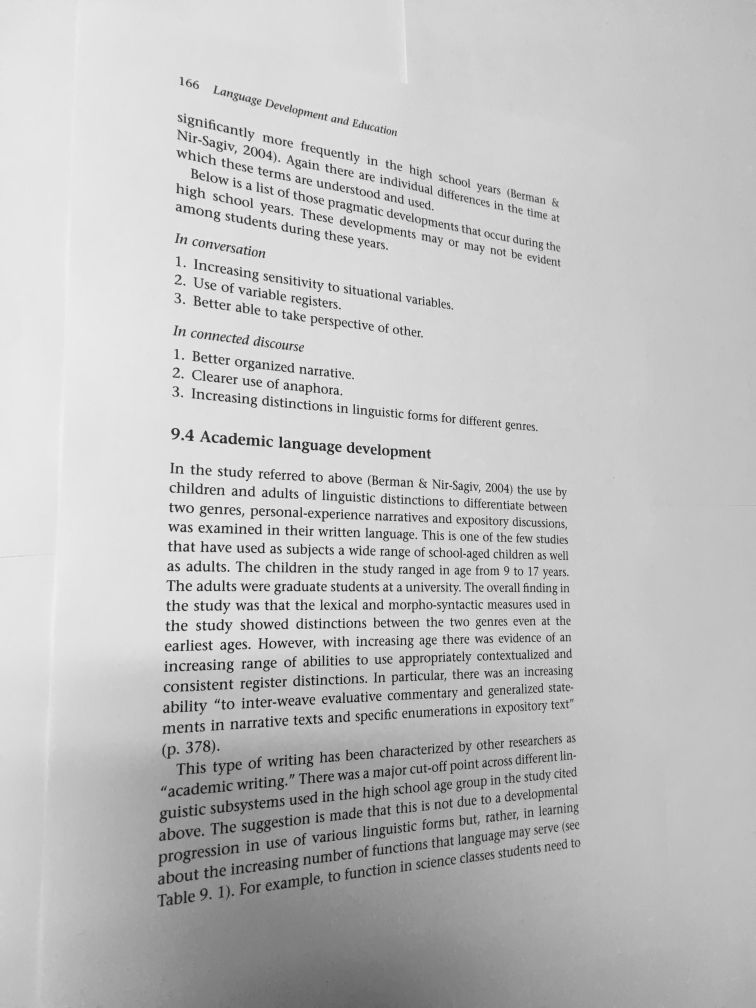 166 Language Development and Education
significantly more frequently in the high school years (Berman &
Nir-Sagiv, 2004). Again there are individual differences in the time at
which these terms are understood and used.
Below is a list of those pragmatic developments that occur during the
high school years. These developments may or may not be evident
among students during these years.
In conversation
1. Increasing sensitivity to situational variables.
2. Use of variable registers.
3. Better able to take perspective of other.
In connected discourse
1. Better organized narrative.
2. Clearer use of anaphora.
3. Increasing distinctions in linguistic forms for different genres.
9.4 Academic language development
In the study referred to above (Berman & Nir-Sagiv, 2004) the use by
children and adults of linguistic distinctions to differentiate between
two genres, personal-experience narratives and expository discussions,
was examined in their written language. This is one of the few studies
that have used as subjects a wide range of school-aged children as well
as adults. The children in the study ranged in age from 9 to 17 years.
The adults were graduate students at a university. The overall finding in
the study was that the lexical and morpho-syntactic measures used in
the study showed distinctions between the two genres even at the
earliest ages. However, with increasing age there was evidence of an
increasing range of abilities to use appropriately contextualized and
consistent register distinctions. In particular, there was an increasing
ability “to inter-weave evaluative commentary and generalized state-
ments in narrative texts and specific enumerations in expository text”
(p. 378).
This type of writing has been characterized by other researchers as
“academic writing.” There was a major cut-off point across different lin-
guistic subsystems used in the high school age group in the study cited
above. The suggestion is made that this is not due to a developmental
progression in use of various linguistic forms but, rather, in learning
about the increasing number of functions that language may serve (see
Table 9. 1). For example, to function in science classes students need to